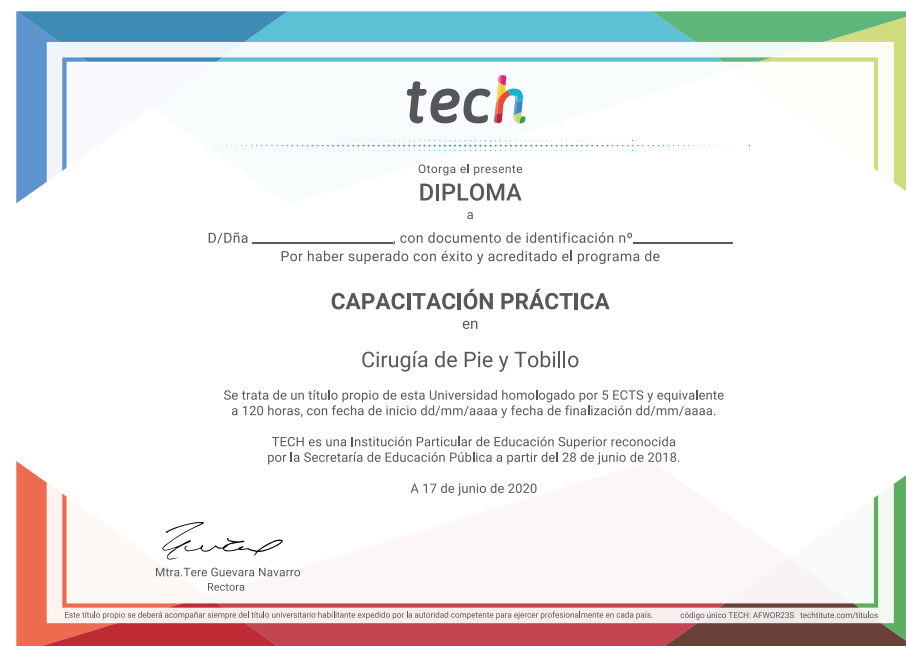 tech
Otorga el presente
DIPLOMA
a
D/Dña ____________________, con documento de identificación nº______________
Por haber superado con éxito y acreditado el programa de
CAPACITACIÓN PRÁCTICA
en
Cirugía de Pie y Tobillo
Se trata de un título propio de esta Universidad homologado por 5 ECTS y equivalente
a 120 horas, con fecha de inicio dd/mm/aaaa y fecha de finalización dd/mm/aaaa.
TECH es una Institución Particular de Educación Superior reconocida
por la Secretaría de Educación Pública a partir del 28 de junio de 2018.
A 17 de junio de 2020
Mtra.Tere Guevara Navarro
Rectora
Este título propio se deberá acompañar siempre del título universitario habilitante expedido por la autoridad competente para ejercer profesionalmente en cada país. código único TECH: AFWOR23S techtitute.com/titulos